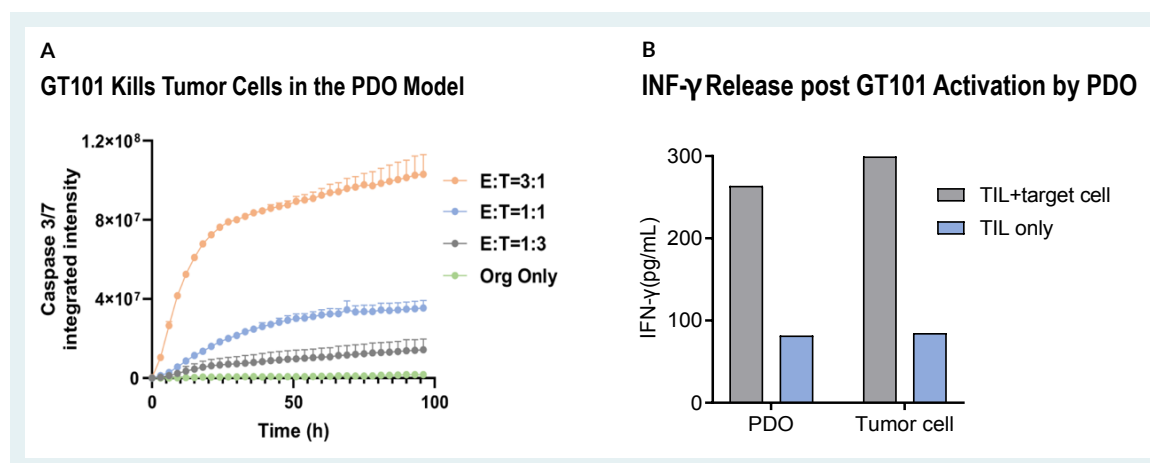 A
GT101 Kills Tumor Cells in the PDO Model
1.2×10⁸
8×10⁷
4×10⁷
0
Caspase 3/7
integrated intensity
0
50
100
Time (h)
E:T=3:1
E:T=1:1
E:T=1:3
Org Only
B
INF-γ Release post GT101 Activation by PDO
300
200
100
0
IFN-γ(pg/mL)
PDO
Tumor cell
TIL+target cell
TIL only